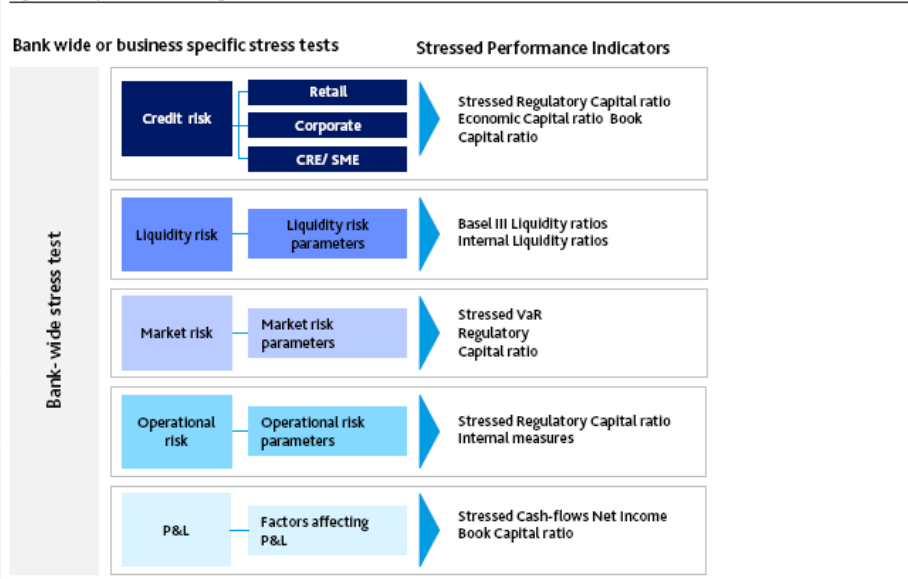 Bank wide or business specific stress tests
Stressed Performance Indicators
Bank- wide stress test
Credit risk
Retail
Corporate
CRE/ SME
Stressed Regulatory Capital ratio
Economic Capital ratio Book
Capital ratio
Liquidity risk
Liquidity risk
parameters
Basel III Liquidity ratios
Internal Liquidity ratios
Market risk
Market risk
parameters
Stressed VaR
Regulatory
Capital ratio
Operational
risk
Operational risk
parameters
Stressed Regulatory Capital ratio
Internal measures
P&L
Factors affecting
P&L
Stressed Cash-flows Net Income
Book Capital ratio